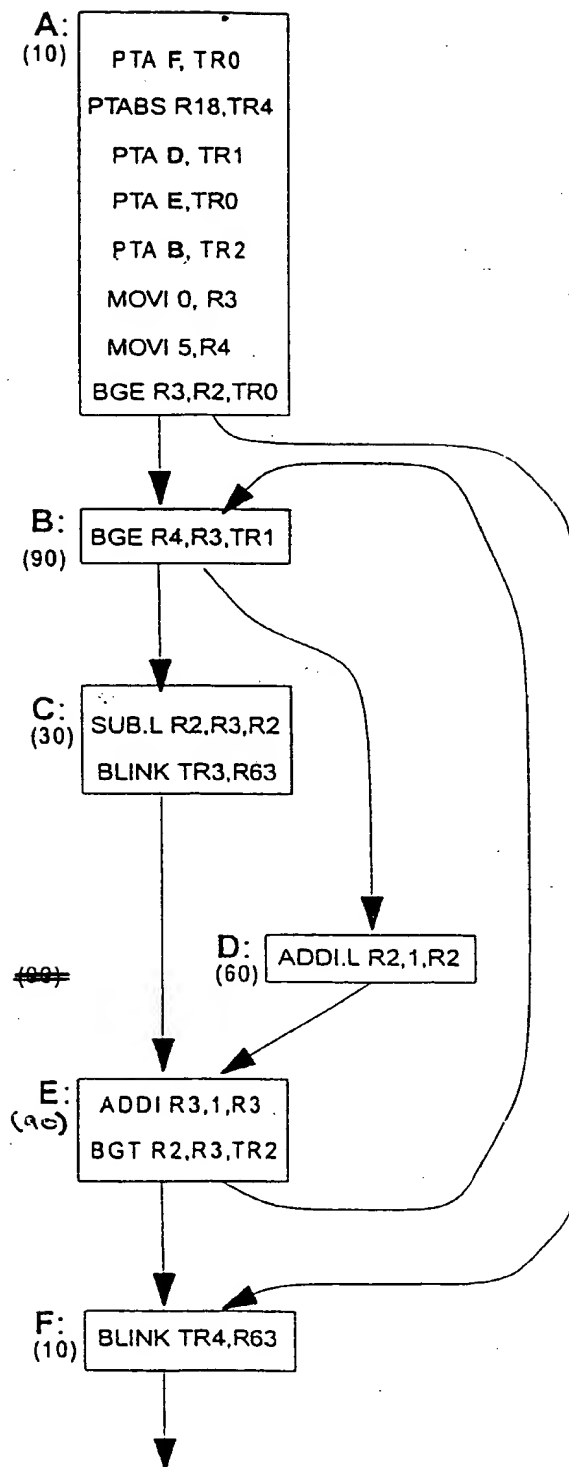 A:
(10)
PTA F, TR0
PTABS R18,TR4
PTA D, TR1
PTA E,TR0
PTA B, TR2
MOVI 0, R3
MOVI 5,R4
BGE R3,R2,TR0
B:
(90)
BGE R4,R3,TR1
C:
(30)
SUB.L R2,R3,R2
BLINK TR3,R63
D:
(60)
ADDI.L R2,1,R2
(90)
E:
(90)
ADDI R3,1,R3
BGT R2,R3,TR2
F:
(10)
BLINK TR4,R63